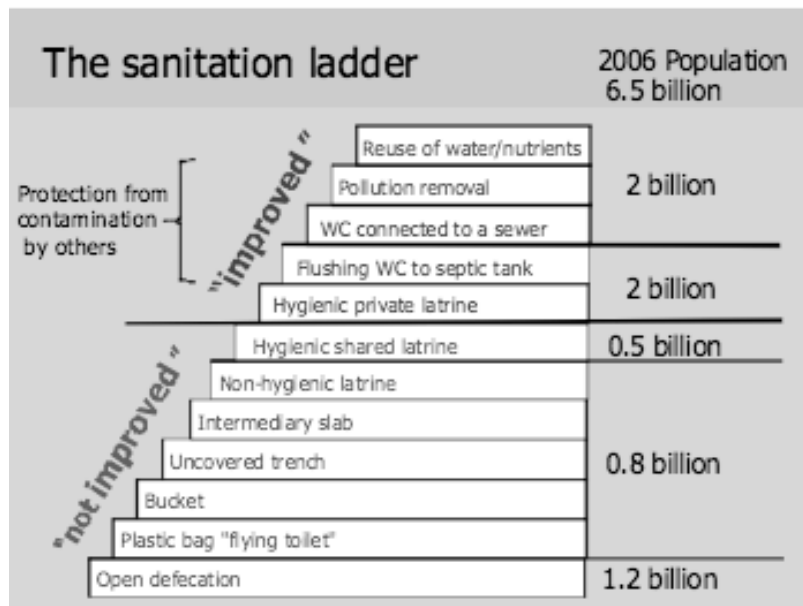 The sanitation ladder
2006 Population
6.5 billion
Protection from
contamination
by others
"improved"
Reuse of water/nutrients
Pollution removal
WC connected to a sewer
2 billion
Flushing WC to septic tank
Hygienic private latrine
2 billion
"not improved"
Hygienic shared latrine
0.5 billion
Non-hygienic latrine
Intermediary slab
Uncovered trench
Bucket
Plastic bag "flying toilet"
0.8 billion
Open defecation
1.2 billion